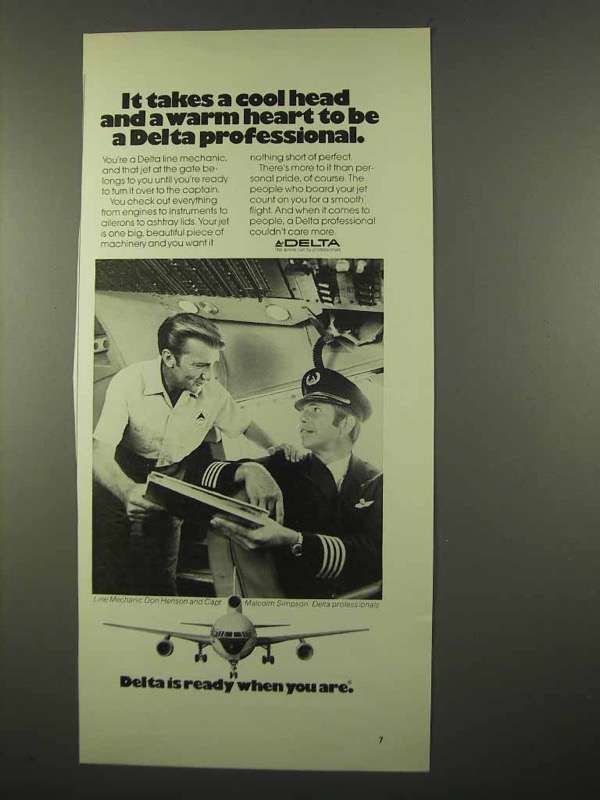 It takes a cool head
and a warm heart to be
a Delta professional.
You're a Delta line mechanic,
and that jet at the gate be-
longs to you until you're ready
to turn it over to the captain.
You check out everything
from engines to instruments to
ailerons to ashtray lids. Your jet
is one big, beautiful piece of
machinery and you want it
nothing short of perfect.
There's more to it than per-
sonal pride, of course. The
people who board your jet
count on you for a smooth
flight. And when it comes to
people, a Delta professional
couldn't care more.
DELTA
The airline run by professionals
Line Mechanic Don Henson and Capt. Malcolm Simpson, Delta professionals
Delta is ready when you are.®
7